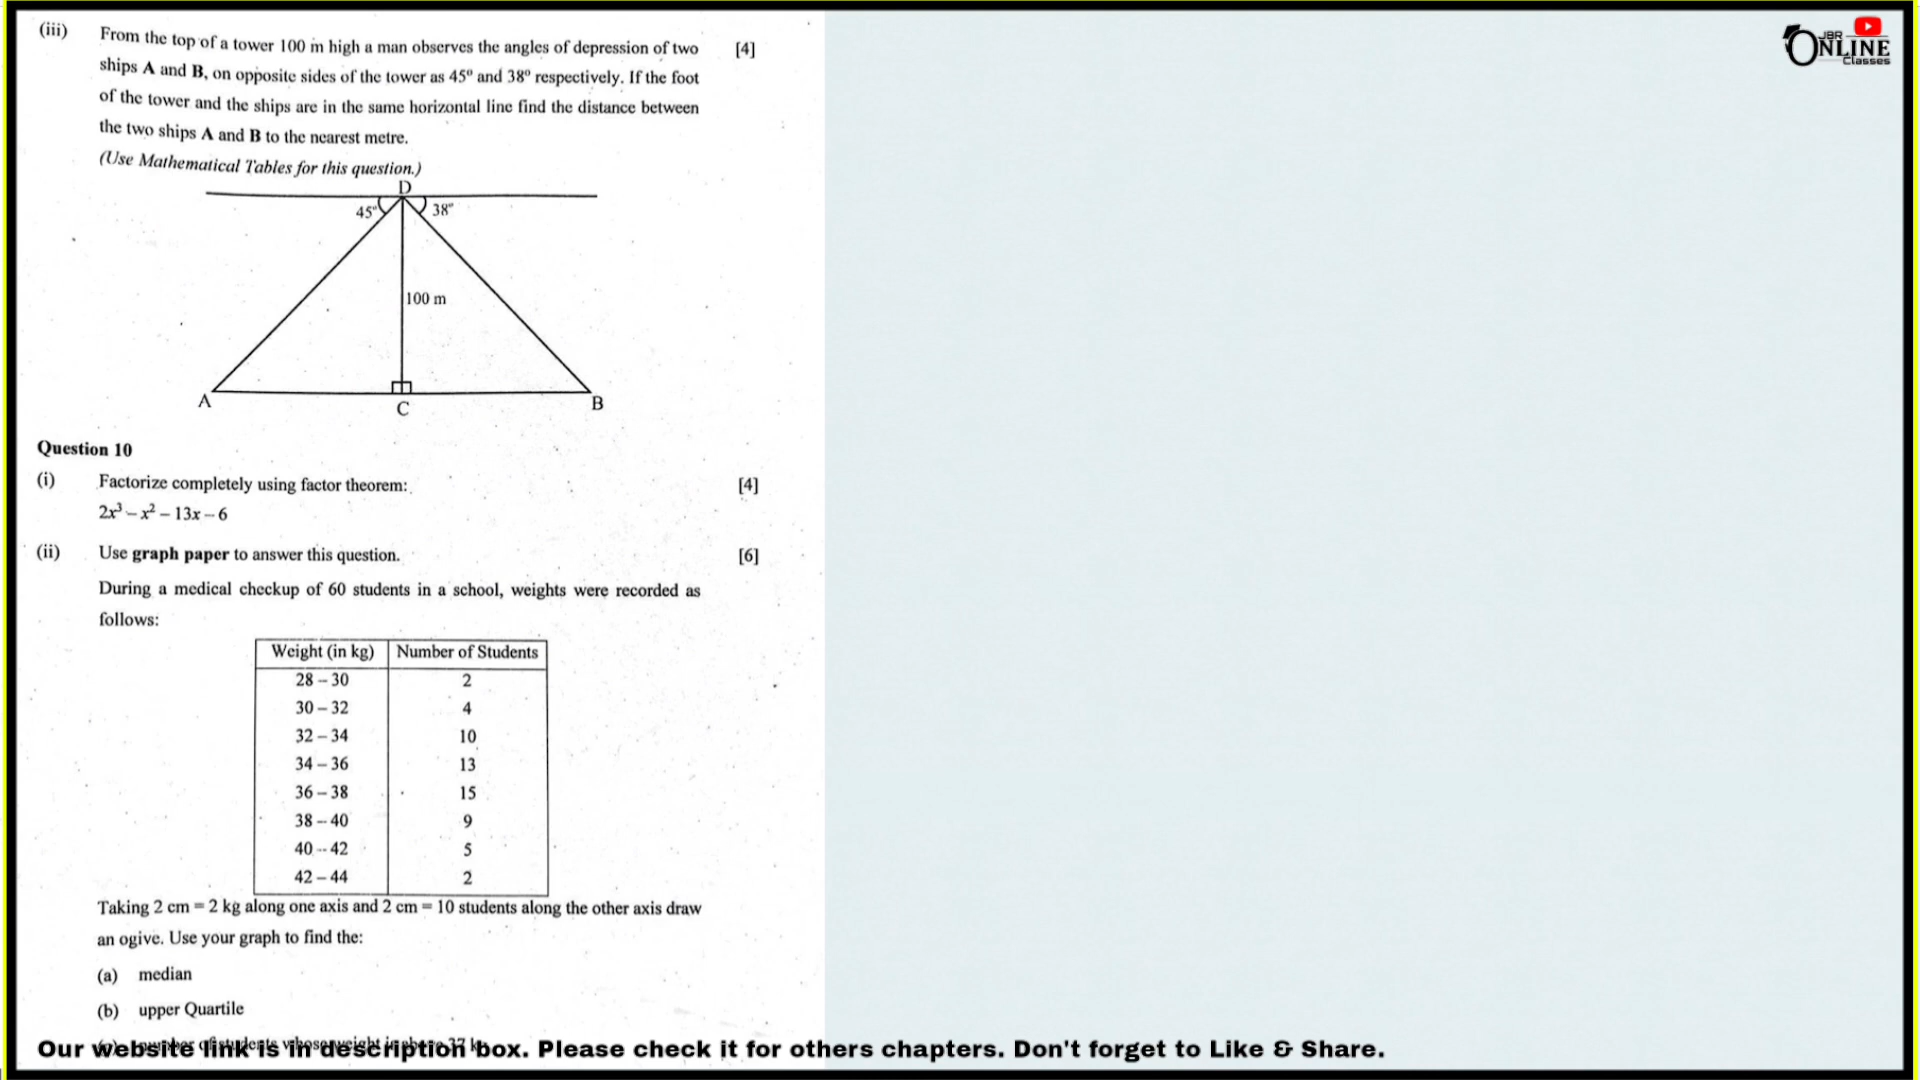 (iii) From the top of a tower 100 m high a man observes the angles of depression of two [4]
ships A and B, on opposite sides of the tower as 45° and 38° respectively. If the foot
of the tower and the ships are in the same horizontal line find the distance between
the two ships A and B to the nearest metre.
(Use Mathematical Tables for this question.)
D
45° 38°
100 m
A C B
Question 10
(i) Factorize completely using factor theorem: [4]
2x³ – x² – 13x – 6
(ii) Use graph paper to answer this question. [6]
During a medical checkup of 60 students in a school, weights were recorded as
follows:
Weight (in kg) Number of Students
28 – 30 2
30 – 32 4
32 – 34 10
34 – 36 13
36 – 38 15
38 – 40 9
40 – 42 5
42 – 44 2
Taking 2 cm = 2 kg along one axis and 2 cm = 10 students along the other axis draw
an ogive. Use your graph to find the:
(a) median
(b) upper Quartile
Our website link is in description box. Please check it for others chapters. Don't forget to Like & Share.
JBR
ONLINE
Classes